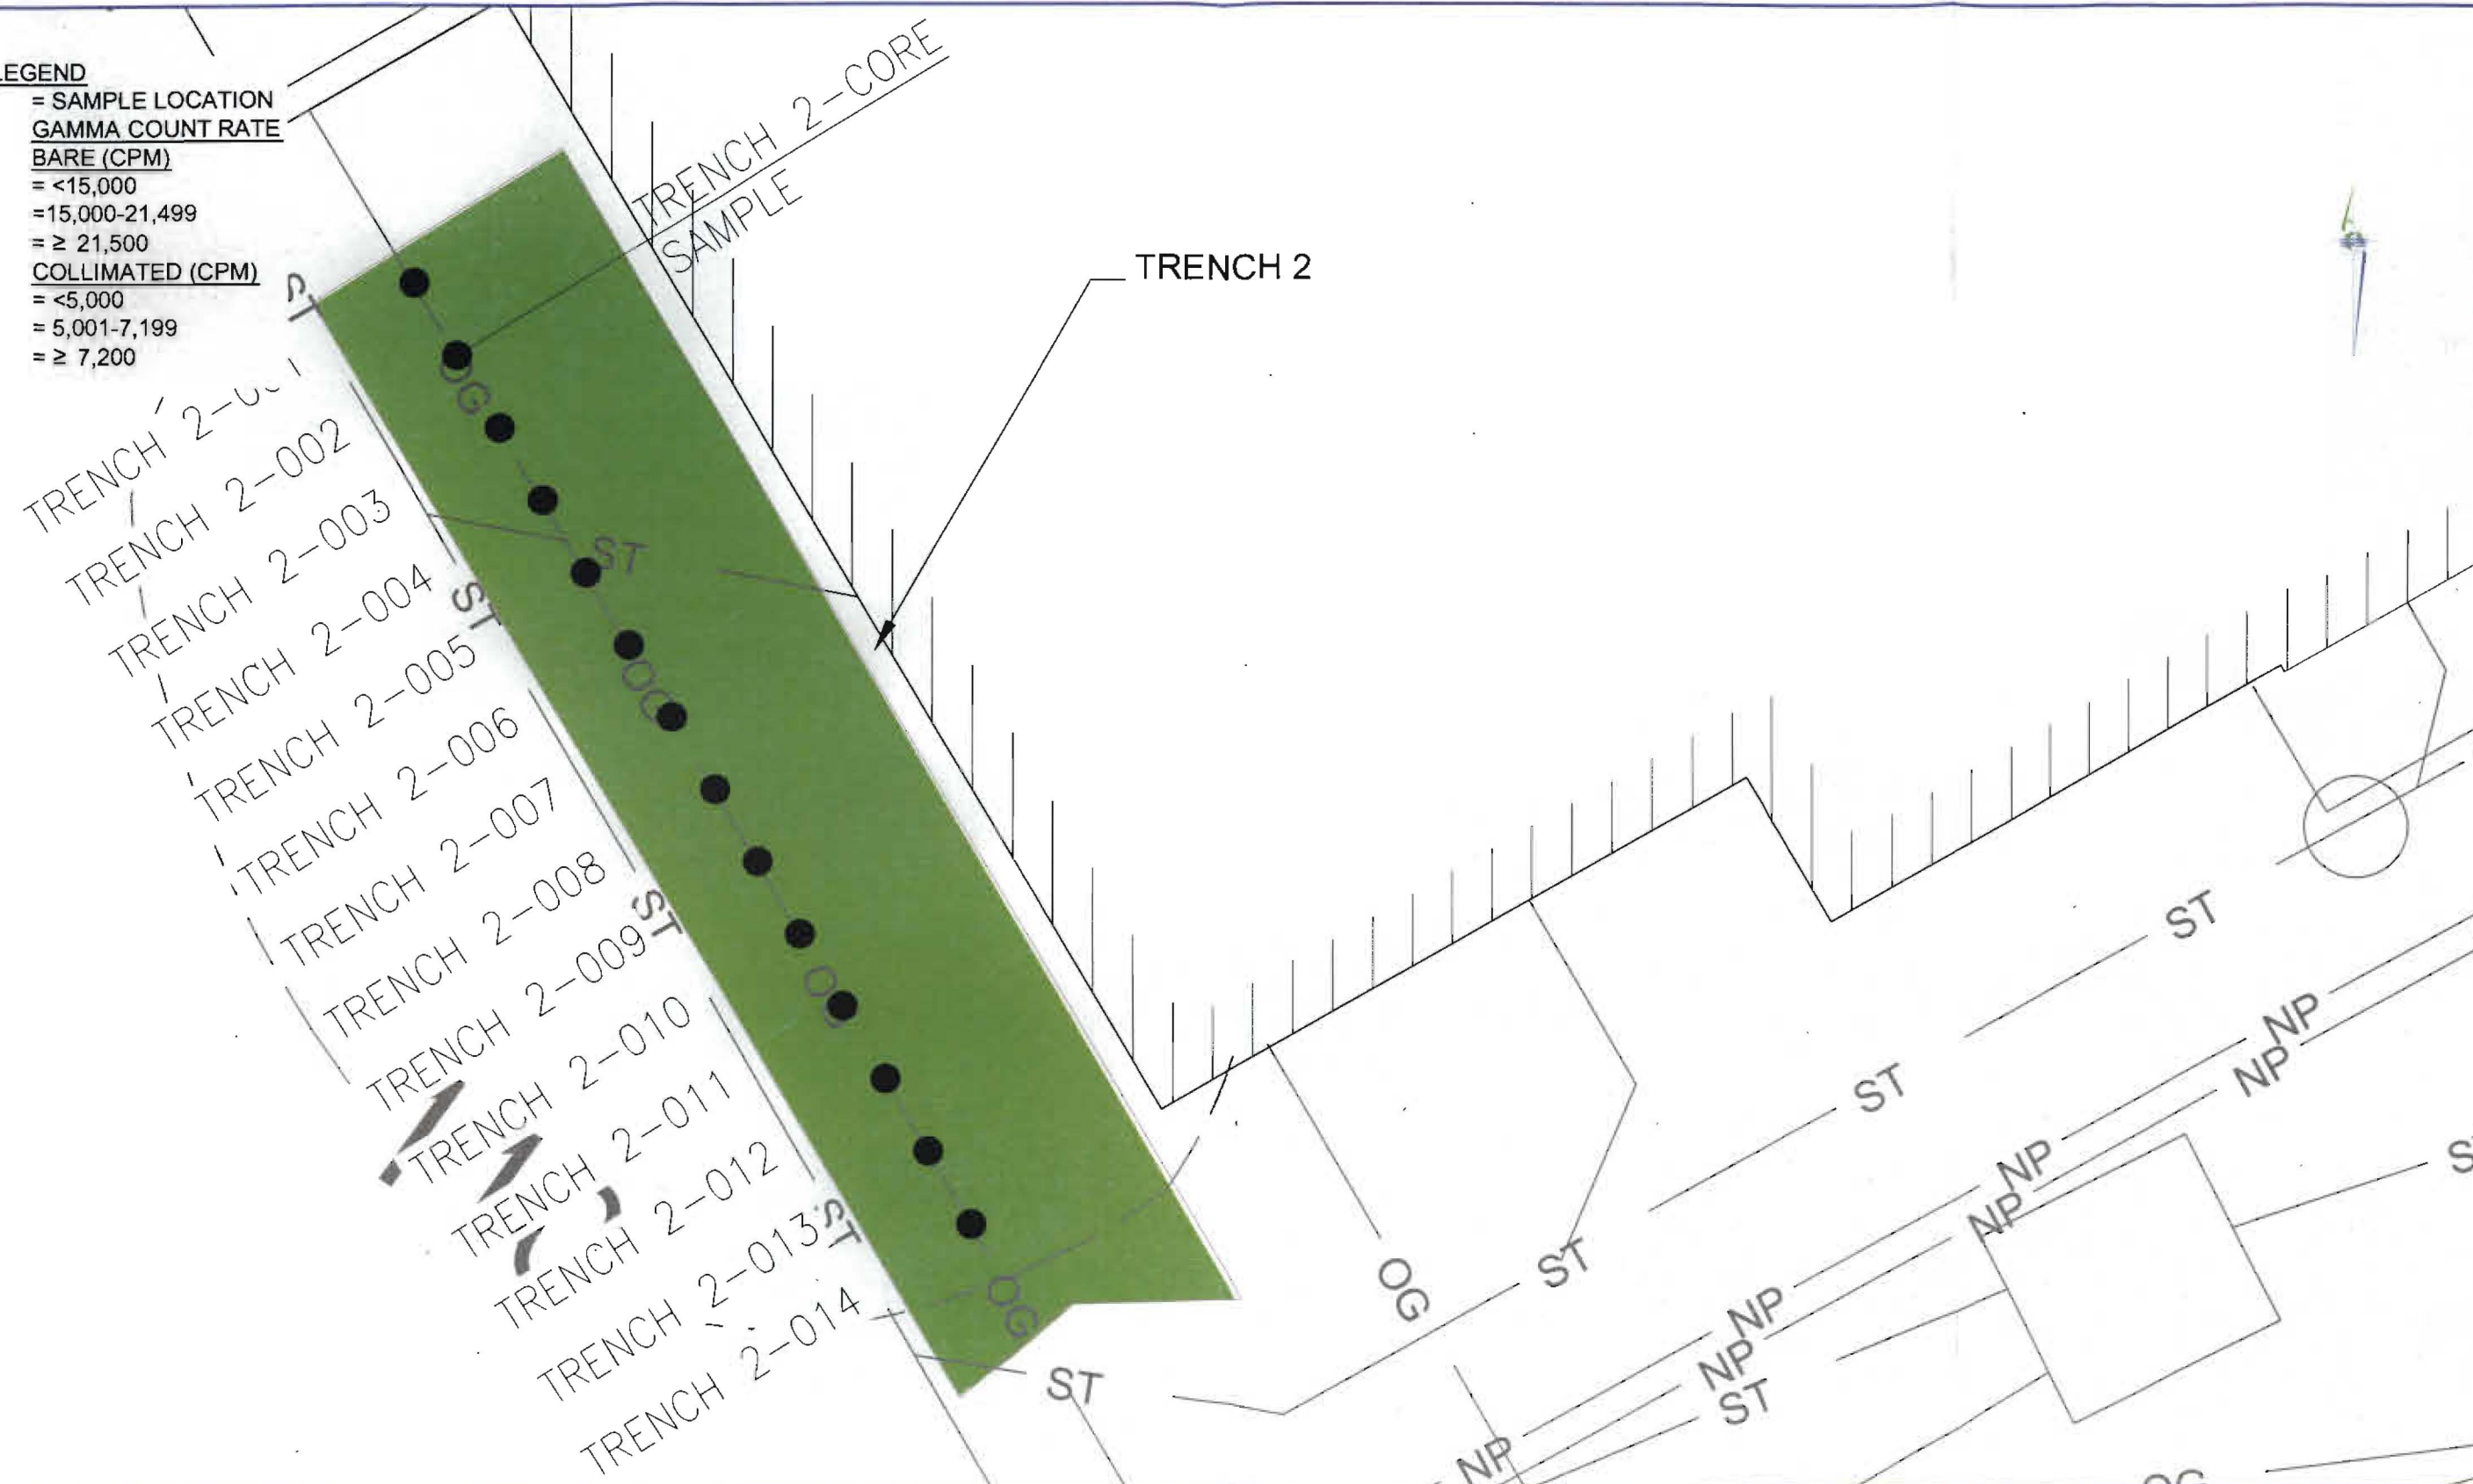 LEGEND
= SAMPLE LOCATION
GAMMA COUNT RATE
BARE (CPM)
= <15,000
=15,000-21,499
= ≥ 21,500
COLLIMATED (CPM)
= <5,000
= 5,001-7,199
= ≥ 7,200
TRENCH 2-CORE
SAMPLE
TRENCH 2
TRENCH
TRENCH 2-002
TRENCH 2-003
TRENCH 2-004
TRENCH 2-005
TRENCH 2-006
TRENCH 2-007
TRENCH 2-008
TRENCH 2-009
TRENCH 2-010
TRENCH 2-011
TRENCH 2-012
TRENCH 2-013
TRENCH 2-014
ST
ST
ST
ST
OG
ST
OG
OG
ST
OG
ST
ST
ST
NP
NP
NP
NP
NP
NP
ST
NP